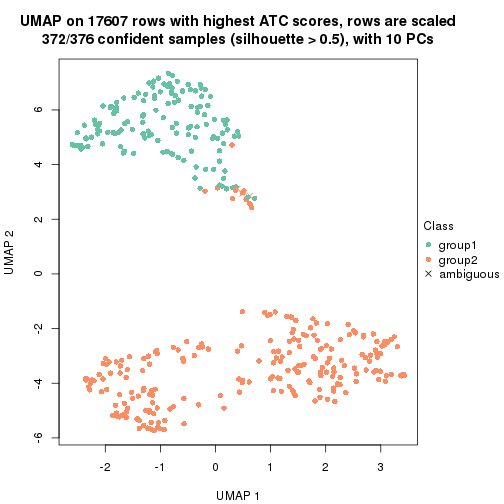 UMAP on 17607 rows with highest ATC scores, rows are scaled
372/376 confident samples (silhouette > 0.5), with 10 PCs
6
4
2
0
-2
-4
-6
UMAP 2
-2
-1
0
1
2
3
UMAP 1
Class
group1
group2
ambiguous